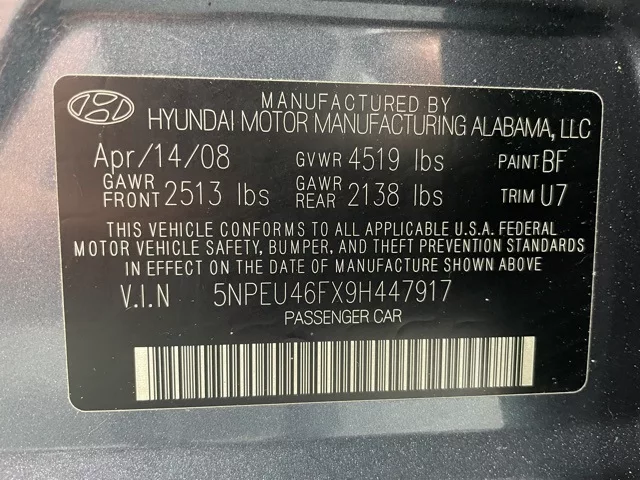 MANUFACTURED BY
HYUNDAI MOTOR MANUFACTURING ALABAMA, LLC
Apr/14/08 GVWR 4519 lbs PAINT BF
GAWR FRONT 2513 lbs GAWR REAR 2138 lbs TRIM U7
THIS VEHICLE CONFORMS TO ALL APPLICABLE U.S.A. FEDERAL
MOTOR VEHICLE SAFETY, BUMPER, AND THEFT PREVENTION STANDARDS
IN EFFECT ON THE DATE OF MANUFACTURE SHOWN ABOVE
V.I.N 5NPEU46FX9H447917
PASSENGER CAR